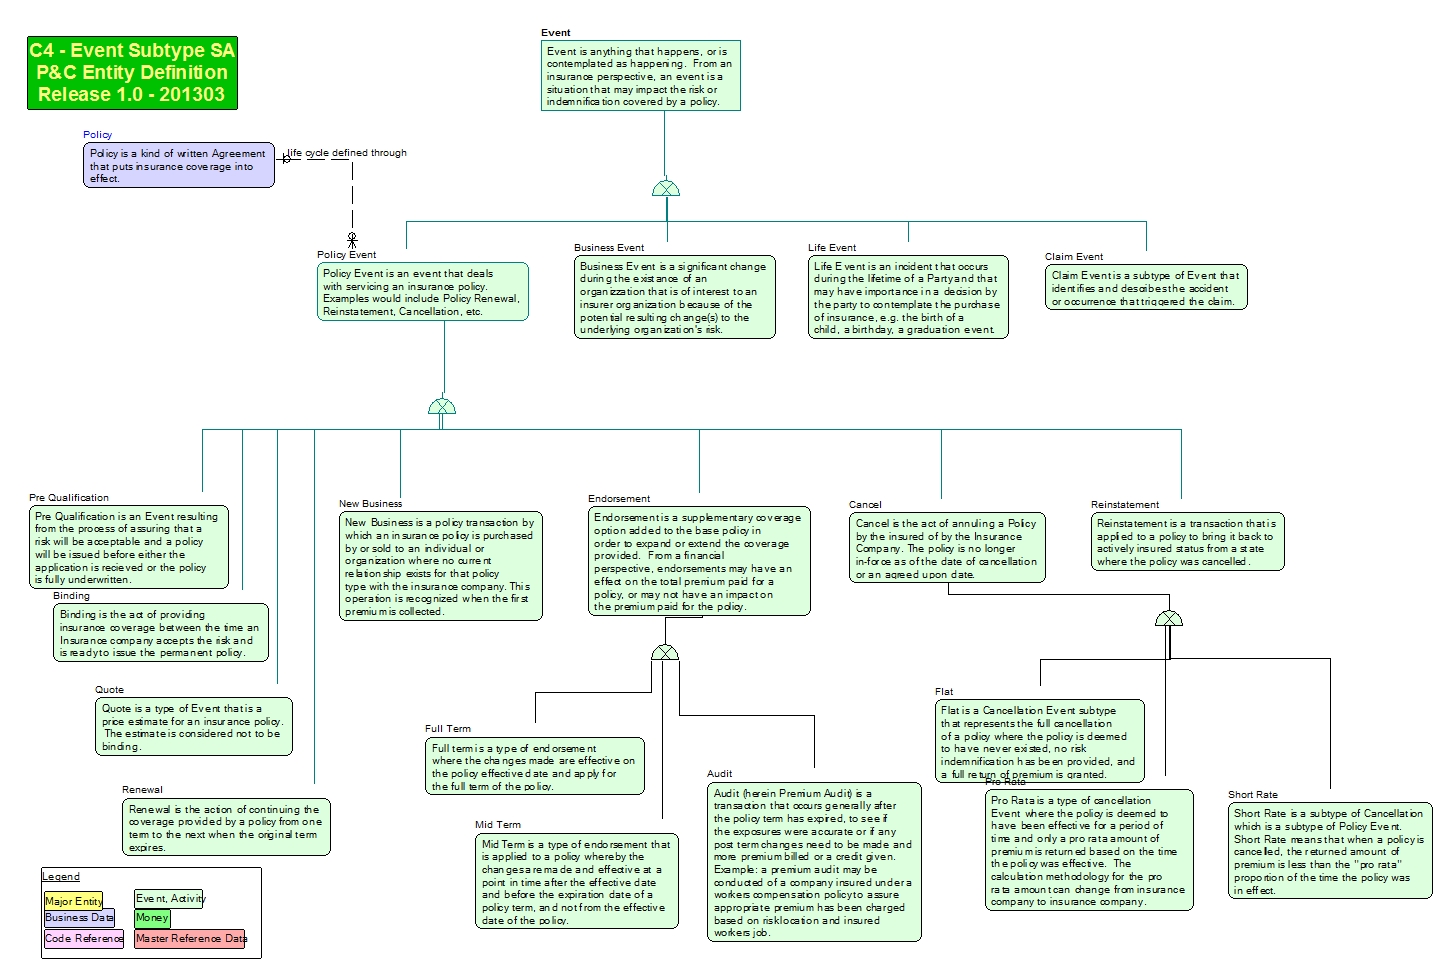 C4 - Event Subtype SA
P&C Entity Definition
Release 1.0 - 201303
Event
Event is anything that happens, or is
contemplated as happening. From an
insurance perspective, an event is a
situation that may impact the risk or
indemnification covered by a policy.
Policy
Policy is a kind of written Agreement
that puts insurance coverage into
effect.
life cycle defined through
Policy Event
Policy Event is an event that deals
with servicing an insurance policy.
Examples would include Policy Renewal,
Reinstatement, Cancellation, etc.
Business Event
Business Event is a significant change
during the existance of an
organizzation that is of interest to an
insurer organization because of the
potential resulting change(s) to the
underlying organization's risk.
Life Event
Life Event is an incident that occurs
during the lifetime of a Party and that
may have importance in a decision by
the party to contemplate the purchase
of insurance, e.g. the birth of a
child, a birthday, a graduation event.
Claim Event
Claim Event is a subtype of Event that
identifies and descibes the accident
or occurrence that triggered the claim.
Pre Qualification
Pre Qualification is an Event resulting
from the process of assuring that a
risk will be acceptable and a policy
will be issued before either the
application is recieved or the policy
is fully underwritten.
Binding
Binding is the act of providing
insurance coverage between the time an
Insurance company accepts the risk and
is ready to issue the permanent policy.
Quote
Quote is a type of Event that is a
price estimate for an insurance policy.
The estimate is considered not to be
binding.
Renewal
Renewal is the action of continuing the
coverage provided by a policy from one
term to the next when the original term
expires.
New Business
New Business is a policy transaction by
which an insurance policy is purchased
by or sold to an individual or
organization where no current
relationship exists for that policy
type with the insurance company. This
operation is recognized when the first
premium is collected.
Endorsement
Endorsement is a supplementary coverage
option added to the base policy in
order to expand or extend the coverage
provided. From a financial
perspective, endorsements may have an
effect on the total premium paid for a
policy, or may not have an impact on
the premium paid for the policy.
Cancel
Cancel is the act of annuling a Policy
by the insured of by the Insurance
Company. The policy is no longer
in-force as of the date of cancellation
or an agreed upon date.
Reinstatement
Reinstatement is a transaction that is
applied to a policy to bring it back to
actively insured status from a state
where the policy was cancelled.
Full Term
Full term is a type of endorsement
where the changes made are effective on
the policy effective date and apply for
the full term of the policy.
Mid Term
Mid Term is a type of endorsement that
is applied to a policy whereby the
changes are made and effective at a
point in time after the effective date
and before the expiration date of a
policy term, and not from the effective
date of the policy.
Audit
Audit (herein Premium Audit) is a
transaction that occurs generally after
the policy term has expired, to see if
the exposures were accurate or if any
post term changes need to be made and
more premium billed or a credit given.
Example: a premium audit may be
conducted of a company insured under a
workers compensation policy to assure
appropriate premium has been charged
based on risk location and insured
workers job.
Flat
Flat is a Cancellation Event subtype
that represents the full cancellation
of a policy where the policy is deemed
to have never existed, no risk
indemnification has been provided, and
a full return of premium is granted.
Pro Rata
Pro Rata is a type of cancellation
Event where the policy is deemed to
have been effective for a period of
time and only a pro rata amount of
premium is returned based on the time
the policy was effective. The
calculation methodology for the pro
rata amount can change from insurance
company to insurance company.
Short Rate
Short Rate is a subtype of Cancellation
which is a subtype of Policy Event.
Short Rate means that when a policy is
cancelled, the returned amount of
premium is less than the "pro rata"
proportion of the time the policy was
in effect.
Legend
Major Entity
Event, Activity
Business Data
Money
Code Reference
Master Reference Data